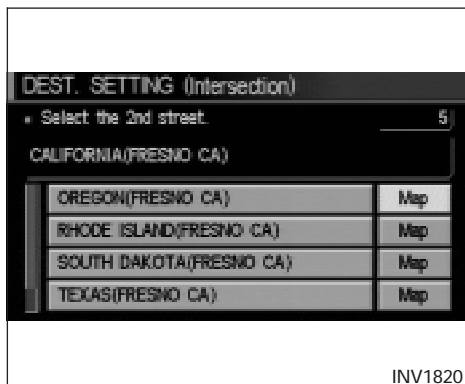 DEST. SETTING (Intersection)
• Select the 2nd street. 5
CALIFORNIA(FRESNO CA)
OREGON(FRESNO CA) Map
RHODE ISLAND(FRESNO CA) Map
SOUTH DAKOTA(FRESNO CA) Map
TEXAS(FRESNO CA) Map
INV1820